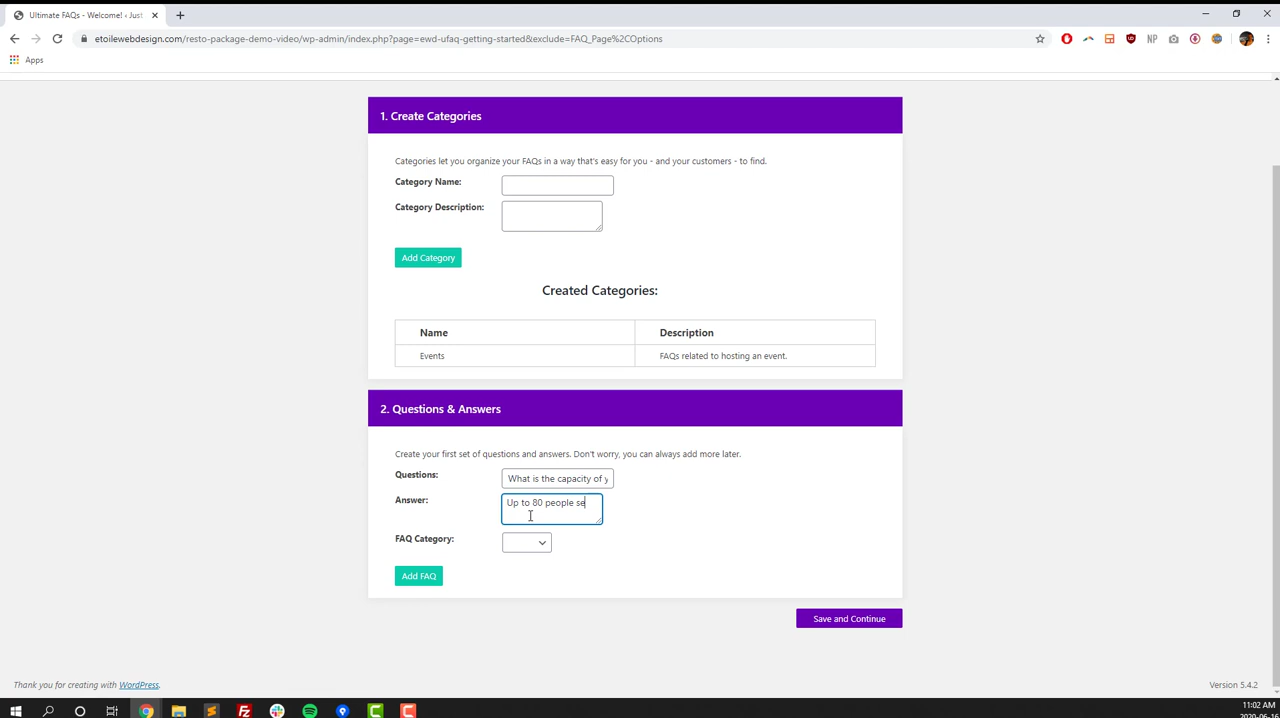 Ultimate FAQs - Welcome! ‹ Just
etoilewebdesign.com/resto-package-demo-video/wp-admin/index.php?page=ewd-ufaq-getting-started&exclude=FAQ_Page%2COptions
Apps
1. Create Categories
Categories let you organize your FAQs in a way that's easy for you - and your customers - to find.
Category Name:
Category Description:
Add Category
Created Categories:
Name Description
Events FAQs related to hosting an event.
2. Questions & Answers
Create your first set of questions and answers. Don't worry, you can always add more later.
Questions: What is the capacity of y
Answer: Up to 80 people se
FAQ Category:
Add FAQ
Save and Continue
Thank you for creating with WordPress. Version 5.4.2
11:02 AM
2020-06-16